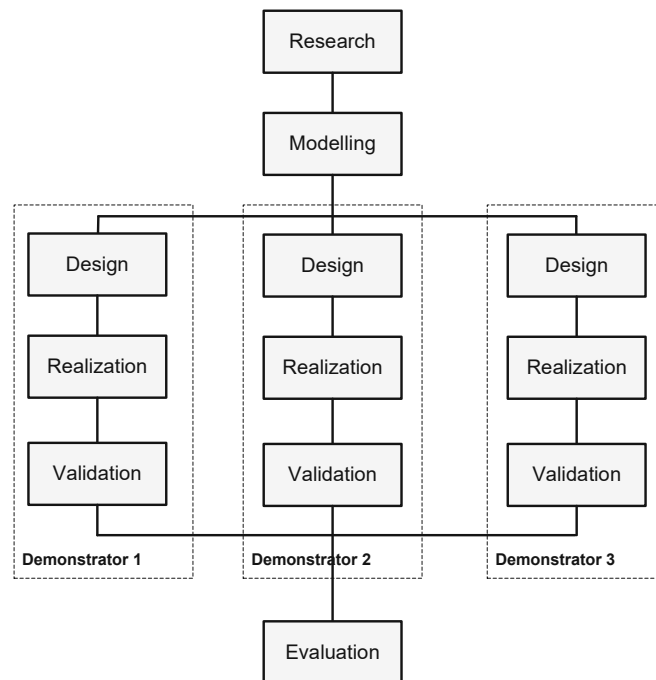 Research
Modelling
Design
Design
Design
Realization
Realization
Realization
Validation
Validation
Validation
Demonstrator 1
Demonstrator 2
Demonstrator 3
Evaluation